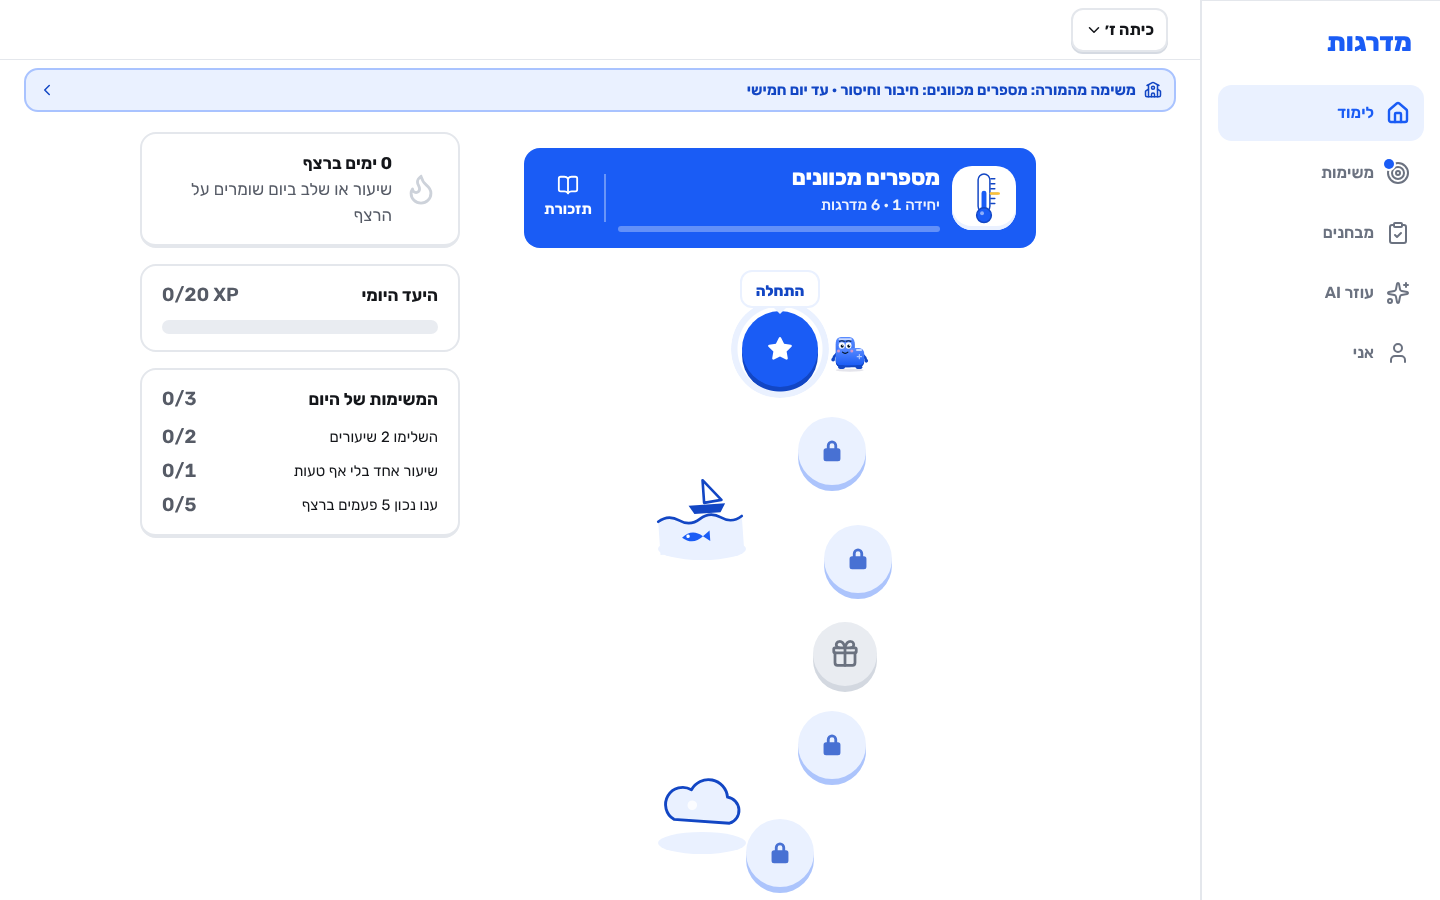 מדרגות
לימוד
משימות
מבחנים
עוזר AI
אני
כיתה ז׳
משימה מהמורה: מספרים מכוונים: חיבור וחיסור • עד יום חמישי
מספרים מכוונים
יחידה 1 • 6 מדרגות
תזכורת
התחלה
0 ימים ברצף
שיעור או שלב ביום שומרים על
הרצף
היעד היומי
0/20 XP
המשימות של היום
0/3
השלימו 2 שיעורים
0/2
שיעור אחד בלי אף טעות
0/1
ענו נכון 5 פעמים ברצף
0/5